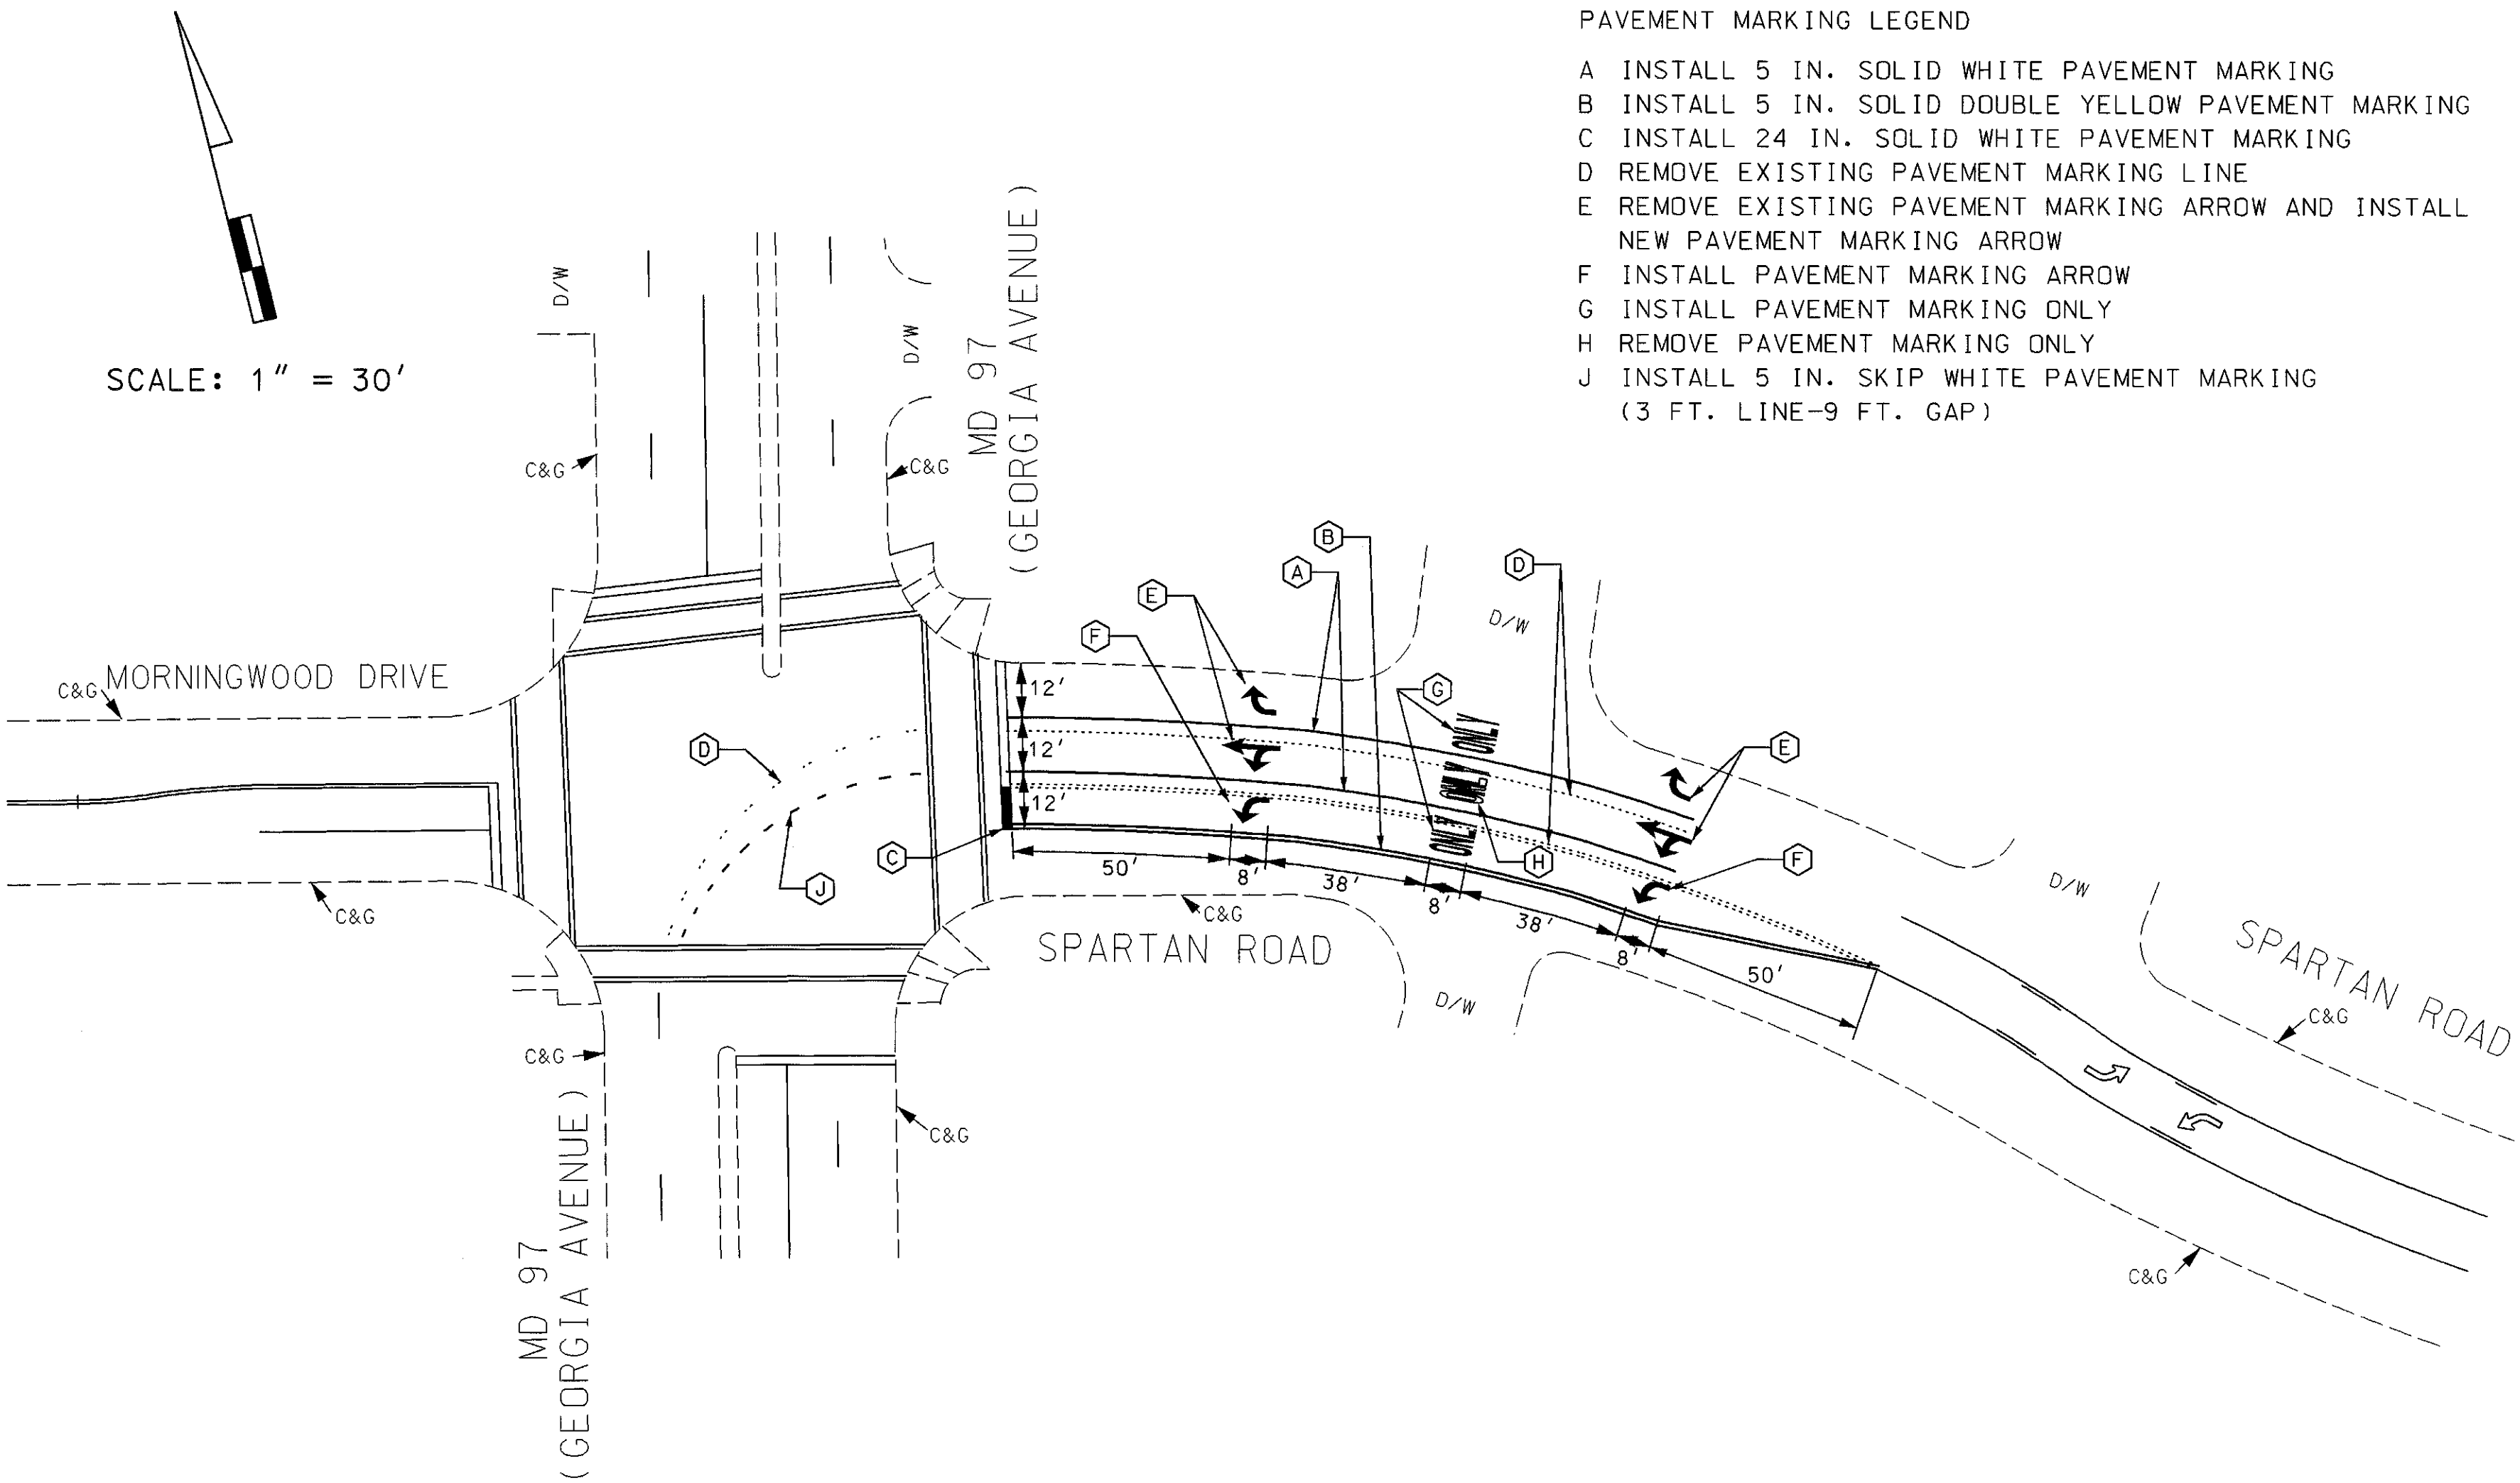 PAVEMENT MARKING LEGEND
A INSTALL 5 IN. SOLID WHITE PAVEMENT MARKING
B INSTALL 5 IN. SOLID DOUBLE YELLOW PAVEMENT MARKING
C INSTALL 24 IN. SOLID WHITE PAVEMENT MARKING
D REMOVE EXISTING PAVEMENT MARKING LINE
E REMOVE EXISTING PAVEMENT MARKING ARROW AND INSTALL
NEW PAVEMENT MARKING ARROW
F INSTALL PAVEMENT MARKING ARROW
G INSTALL PAVEMENT MARKING ONLY
H REMOVE PAVEMENT MARKING ONLY
J INSTALL 5 IN. SKIP WHITE PAVEMENT MARKING
(3 FT. LINE-9 FT. GAP)
SCALE: 1" = 30'
D/W
D/W
MD 97
(GEORGIA AVENUE)
C&G
C&G
B
A
D
E
F
D/W
MORNINGWOOD DRIVE
C&G
12'
12'
12'
G
ONLY
ONLY
ONLY
E
D
J
C
H
F
50'
8'
38'
8'
38'
8'
50'
C&G
C&G
SPARTAN ROAD
D/W
D/W
SPARTAN ROAD
C&G
C&G
C&G
C&G
MD 97
(GEORGIA AVENUE)